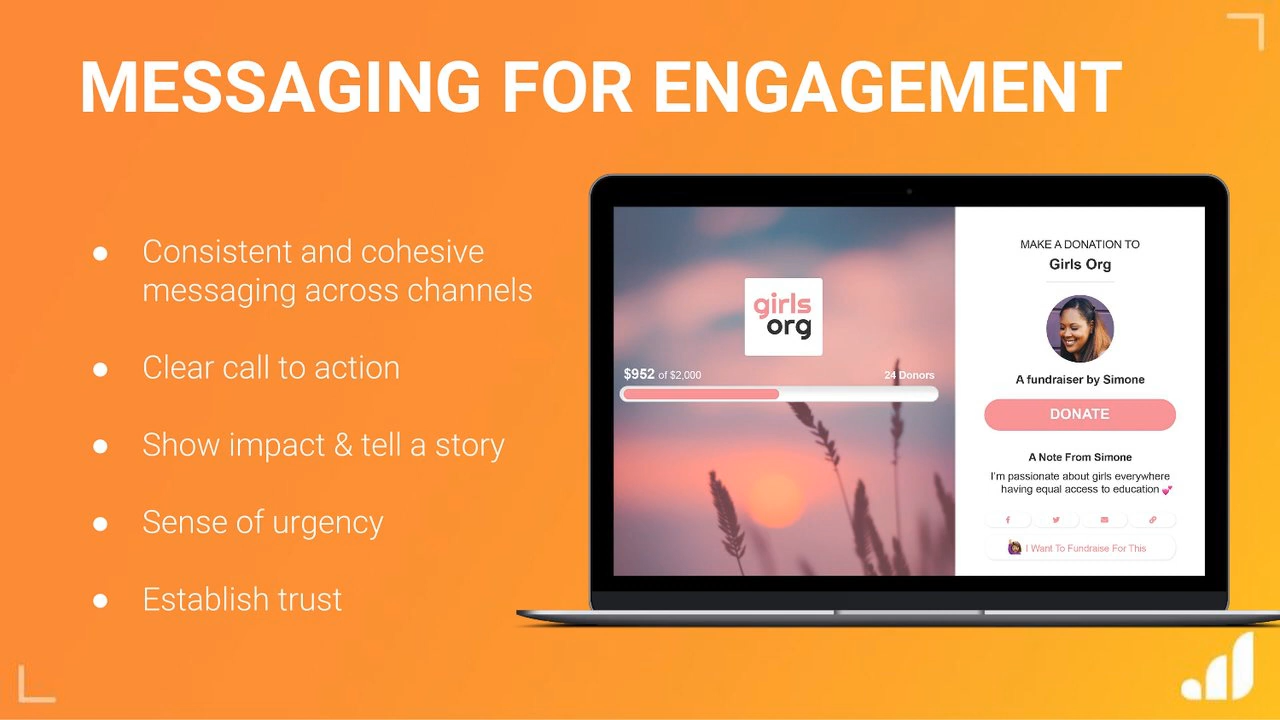 MESSAGING FOR ENGAGEMENT
● Consistent and cohesive
messaging across channels
● Clear call to action
● Show impact & tell a story
● Sense of urgency
● Establish trust
girls
org
$952 of $2,000
24 Donors
MAKE A DONATION TO
Girls Org
A fundraiser by Simone
DONATE
A Note From Simone
I'm passionate about girls everywhere
having equal access to education 💕
I Want To Fundraise For This